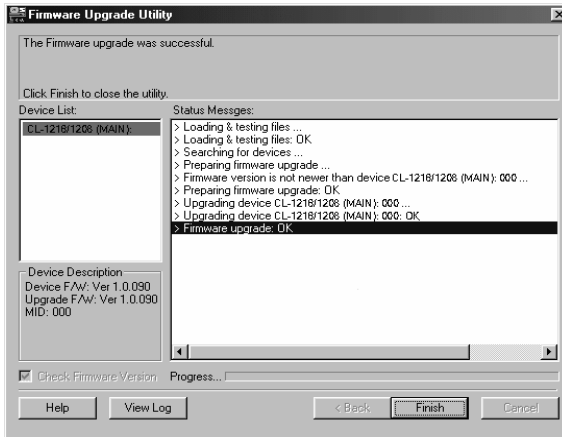 Firmware Upgrade Utility
The Firmware upgrade was successful.
Click Finish to close the utility.
Device List:
CL-1216/1208 (MAIN):
Status Messges:
> Loading & testing files ...
> Loading & testing files: OK
> Searching for devices ...
> Preparing firmware upgrade ...
> Firmware version is not newer than device CL-1216/1208 (MAIN): 000 ...
> Preparing firmware upgrade: OK
> Upgrading device CL-1216/1208 (MAIN): 000 ...
> Upgrading device CL-1216/1208 (MAIN): 000: OK
> Firmware upgrade: OK
Device Description
Device F/W: Ver 1.0.090
Upgrade F/W: Ver 1.0.090
MID: 000
Check Firmware Version
Progress...
Help
View Log
< Back
Finish
Cancel